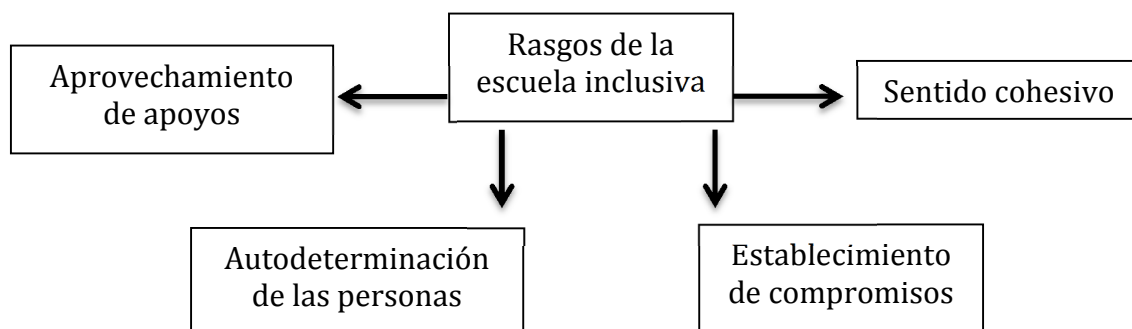 Rasgos de la
escuela inclusiva
Aprovechamiento
de apoyos
Sentido cohesivo
Autodeterminación
de las personas
Establecimiento
de compromisos